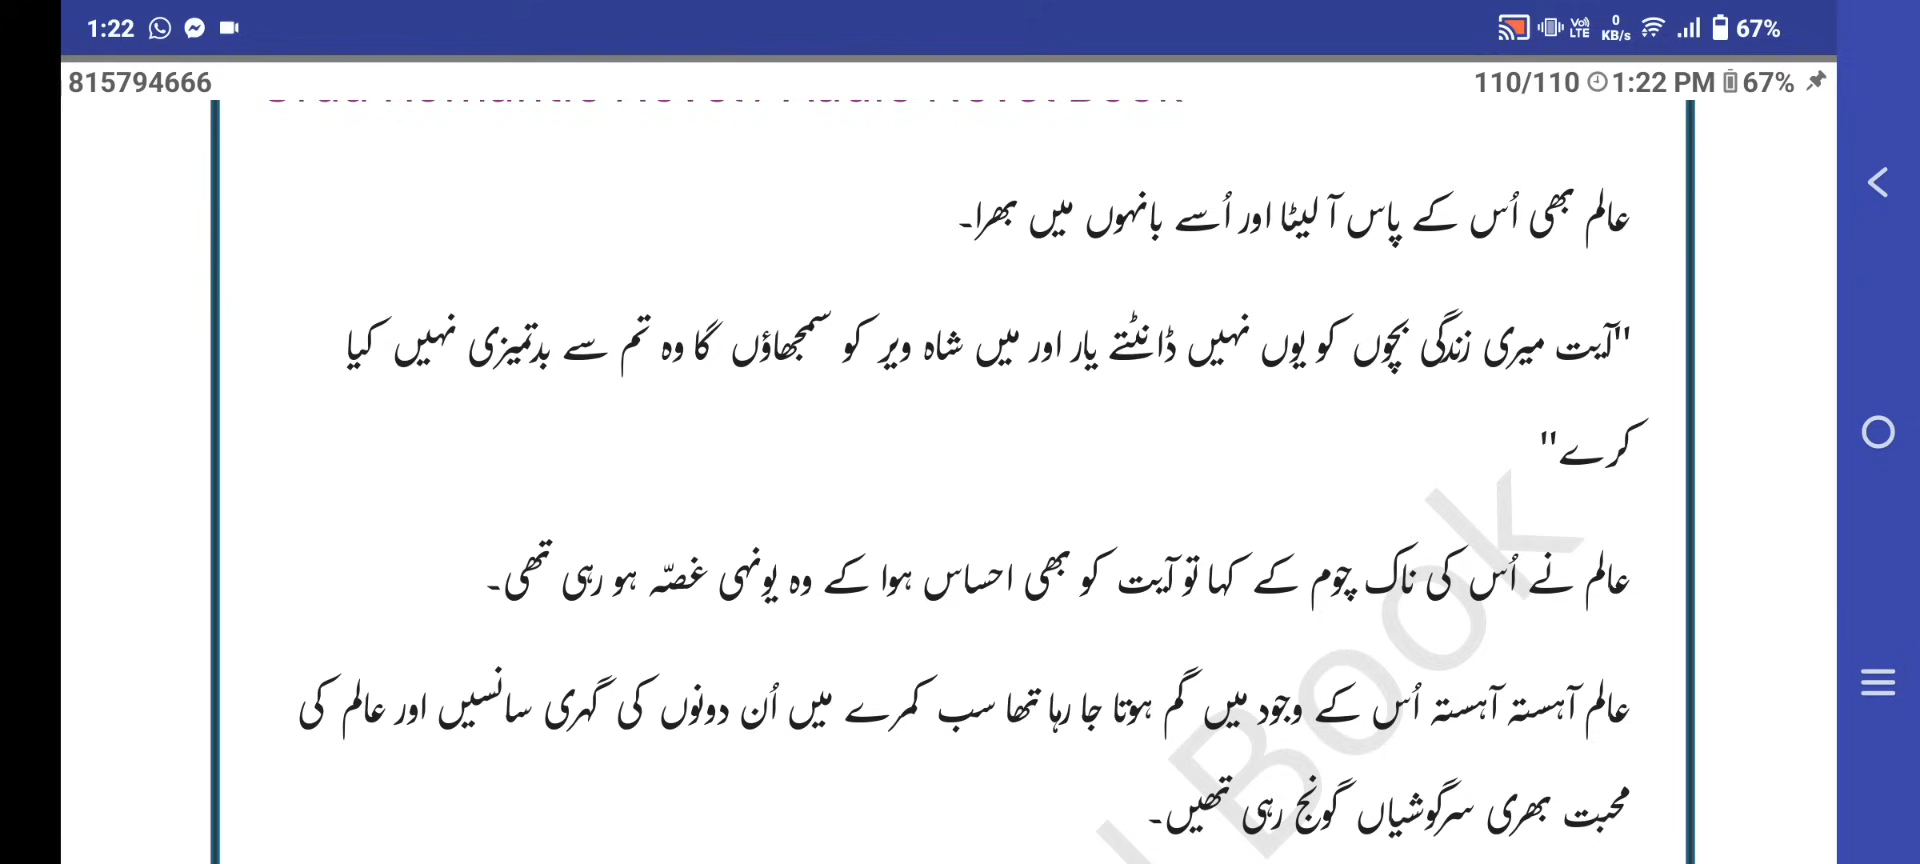 1:22
0 KB/s
VoLTE
67%
815794666
110/110 1:22 PM 67%
عالم بھی اُس کے پاس آ لیٹا اور اُسے بانہوں میں بھرا۔
"آیت میری زندگی بچوں کو یوں نہیں ڈانٹتے یار اور میں شاہ ویر کو سمجھاؤں گا وہ تم سے بدتمیزی نہیں کیا
کرے"
عالم نے اُس کی ناک چوم کے کہا تو آیت کو بھی احساس ہوا کے وہ یونہی غصّہ ہو رہی تھی۔
عالم آہستہ آہستہ اُس کے وجود میں گم ہوتا جا رہا تھا سب کمرے میں اُن دونوں کی گہری سانسیں اور عالم کی
محبت بھری سرگوشیاں گونج رہی تھیں۔
Book